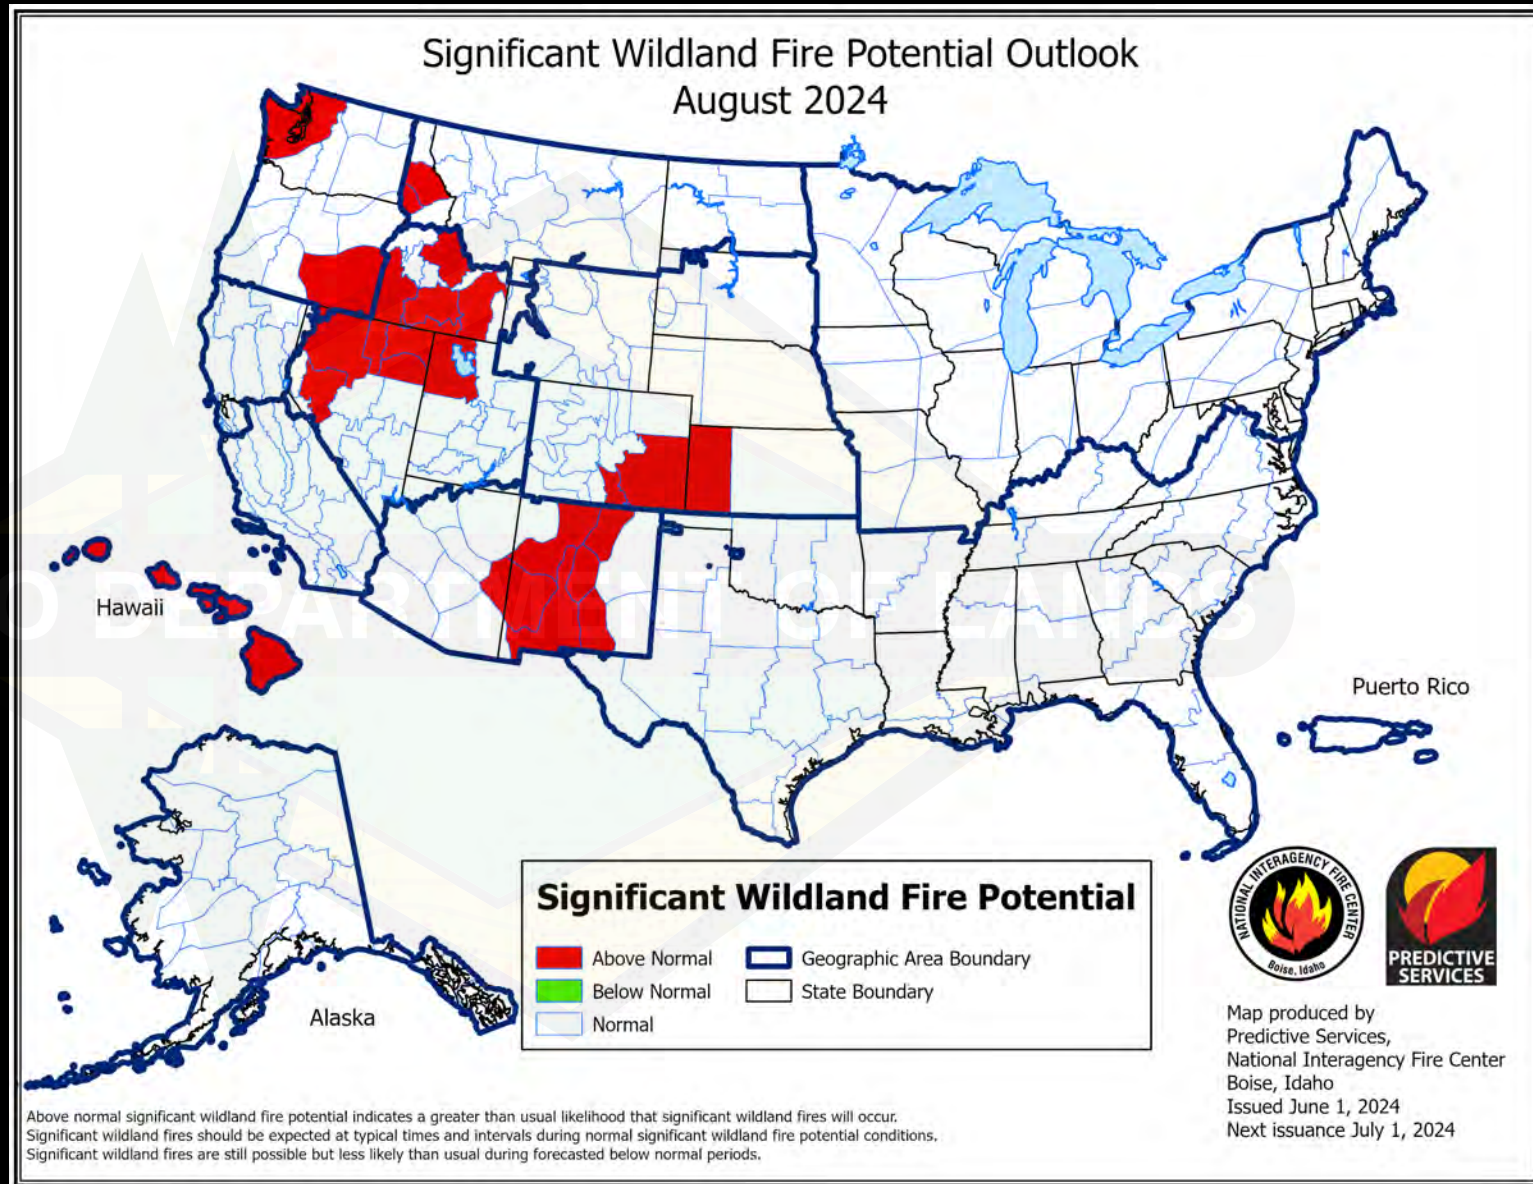 Significant Wildland Fire Potential Outlook
August 2024
Hawaii
O DEPARTMENT OF LANDS
Puerto Rico
Alaska
Significant Wildland Fire Potential
Above Normal
Geographic Area Boundary
Below Normal
State Boundary
Normal
NATIONAL INTERAGENCY FIRE CENTER
Boise, Idaho
PREDICTIVE
SERVICES
Map produced by
Predictive Services,
National Interagency Fire Center
Boise, Idaho
Issued June 1, 2024
Next issuance July 1, 2024
Above normal significant wildland fire potential indicates a greater than usual likelihood that significant wildland fires will occur.
Significant wildland fires should be expected at typical times and intervals during normal significant wildland fire potential conditions.
Significant wildland fires are still possible but less likely than usual during forecasted below normal periods.